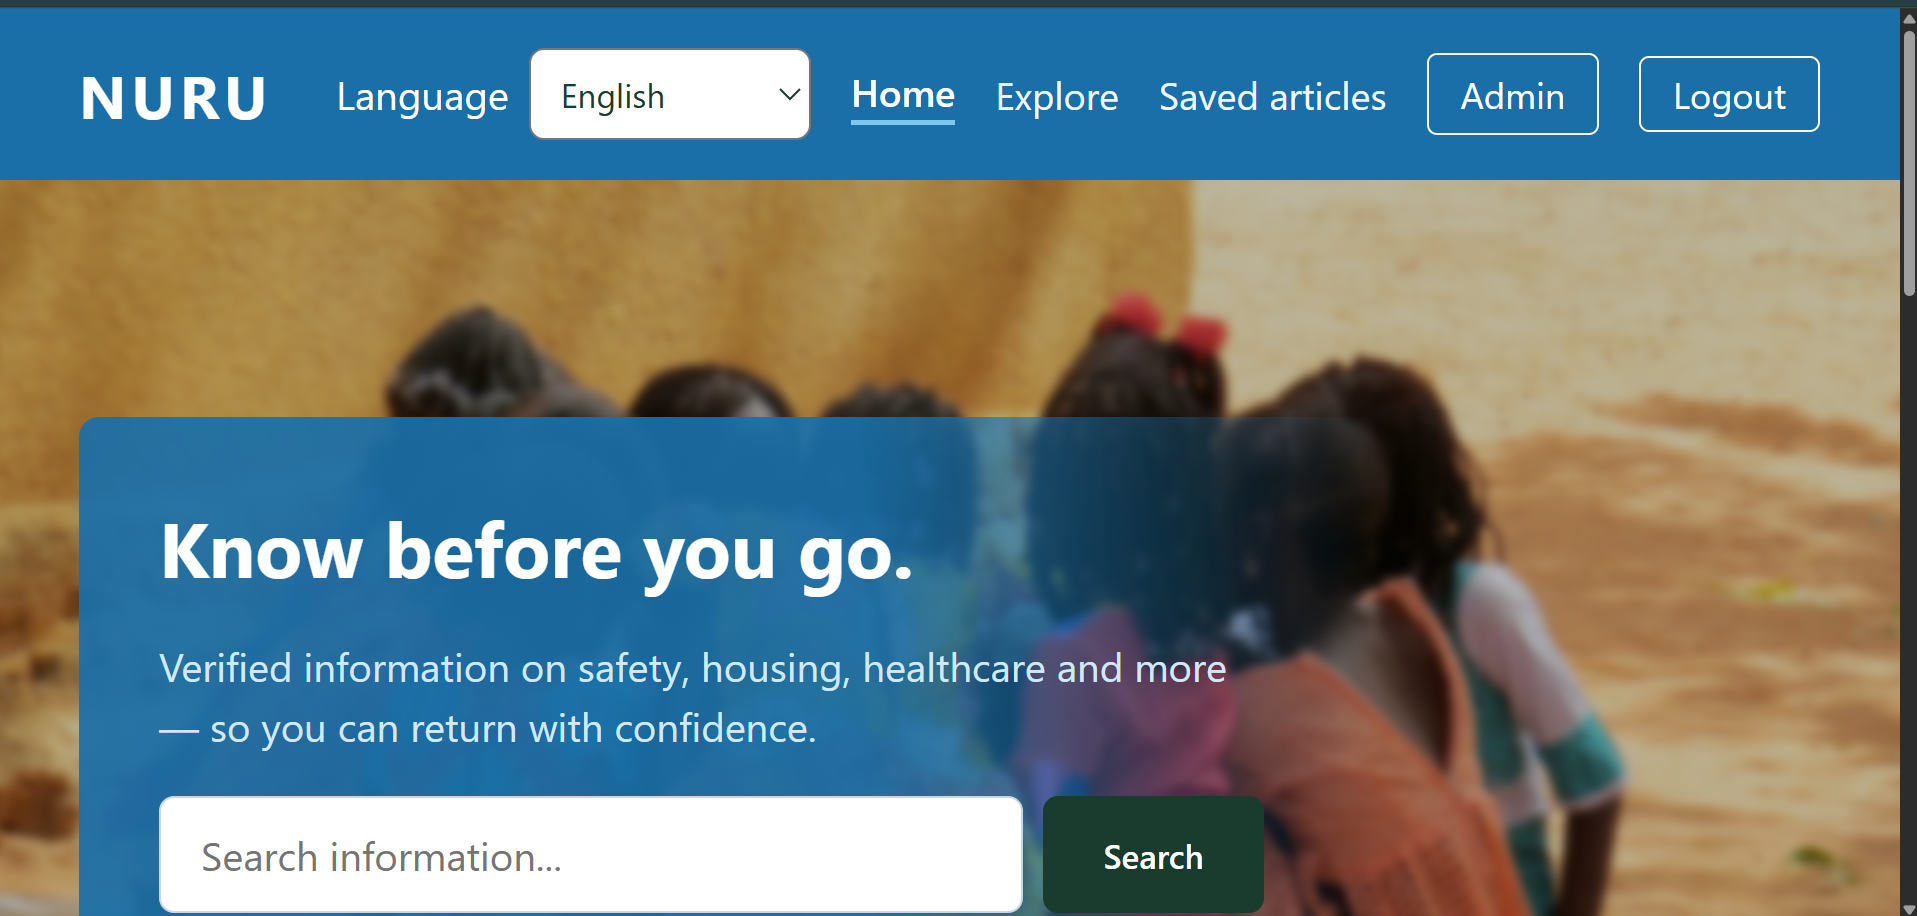 NURU
Language
English
Home
Explore
Saved articles
Admin
Logout
Know before you go.
Verified information on safety, housing, healthcare and more
— so you can return with confidence.
Search information...
Search